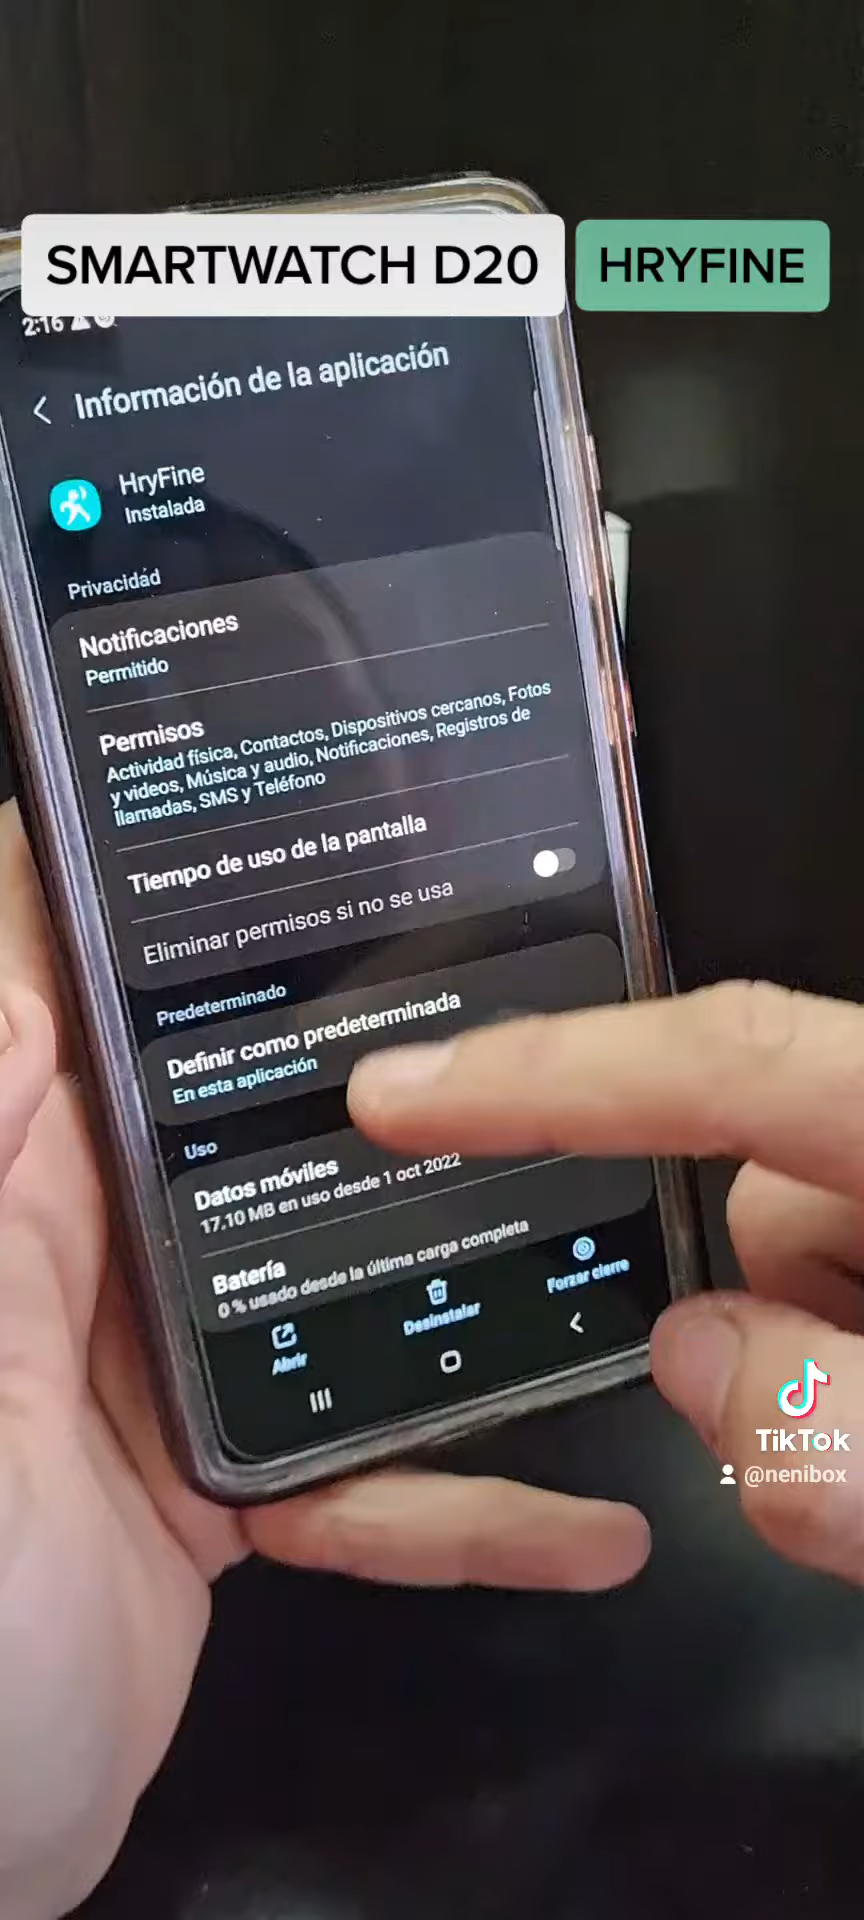 SMARTWATCH D20
HRYFINE
2:16
Información de la aplicación
HryFine
Instalada
Privacidad
Notificaciones
Permitido
Permisos
Actividad física, Contactos, Dispositivos cercanos, Fotos
y videos, Música y audio, Notificaciones, Registros de
llamadas, SMS y Teléfono
Tiempo de uso de la pantalla
Eliminar permisos si no se usa
Predeterminado
Definir como predeterminada
En esta aplicación
Uso
Datos móviles
17.10 MB en uso desde 1 oct 2022
Batería
0 % usado desde la última carga completa
Abrir
Desinstalar
Forzar cierre
TikTok
@nenibox